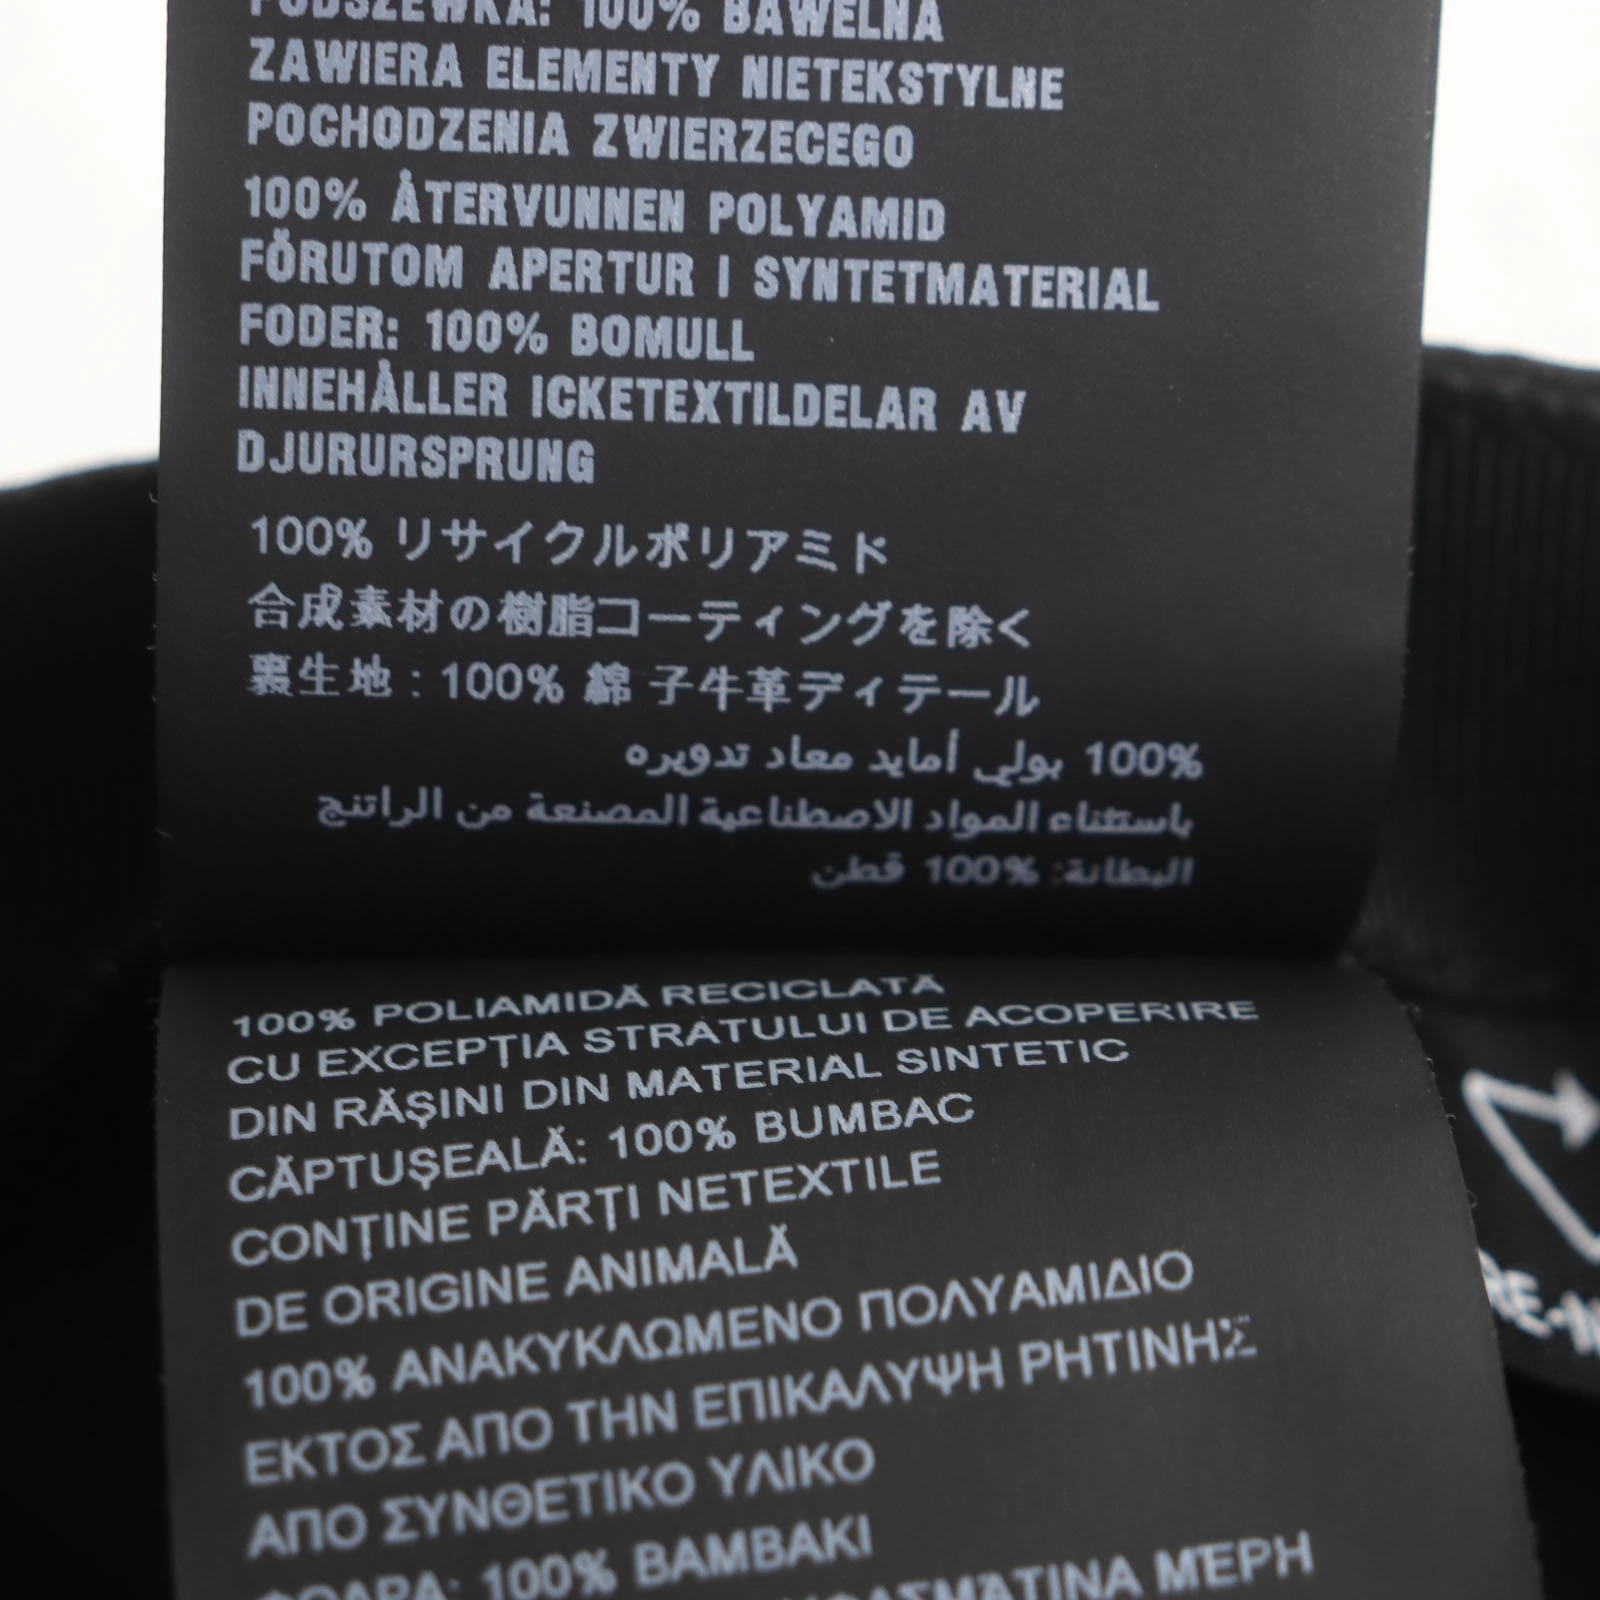 PODSZEWKA: 100% BAWEŁNA
ZAWIERA ELEMENTY NIETEKSTYLNE
POCHODZENIA ZWIERZECEGO
100% ÅTERVUNNEN POLYAMID
FÖRUTOM APERTUR I SYNTETMATERIAL
FODER: 100% BOMULL
INNEHÅLLER ICKETEXTILDELAR AV
DJURURSPRUNG
100% リサイクルポリアミド
合成素材の樹脂コーティングを除く
裏生地 : 100% 綿 子牛革ディテール
100% بولي أمايد معاد تدويره
باستثناء المواد الاصطناعية المصنعة من الراتنج
البطانة: 100% قطن
100% POLIAMIDĂ RECICLATĂ
CU EXCEPȚIA STRATULUI DE ACOPERIRE
DIN RĂȘINI DIN MATERIAL SINTETIC
CĂPTUȘEALĂ: 100% BUMBAC
CONȚINE PĂRȚI NETEXTILE
DE ORIGINE ANIMALĂ
100% ΑΝΑΚΥΚΛΩΜΕΝΟ ΠΟΛΥΑΜΙΔΙΟ
ΕΚΤΟΣ ΑΠΟ ΤΗΝ ΕΠΙΚΑΛΥΨΗ ΡΗΤΙΝΗΣ
ΑΠΟ ΣΥΝΘΕΤΙΚΟ ΥΛΙΚΟ
ΦΟΔΡΑ: 100% ΒΑΜΒΑΚΙ
ΜΈΡΗ
RE-N